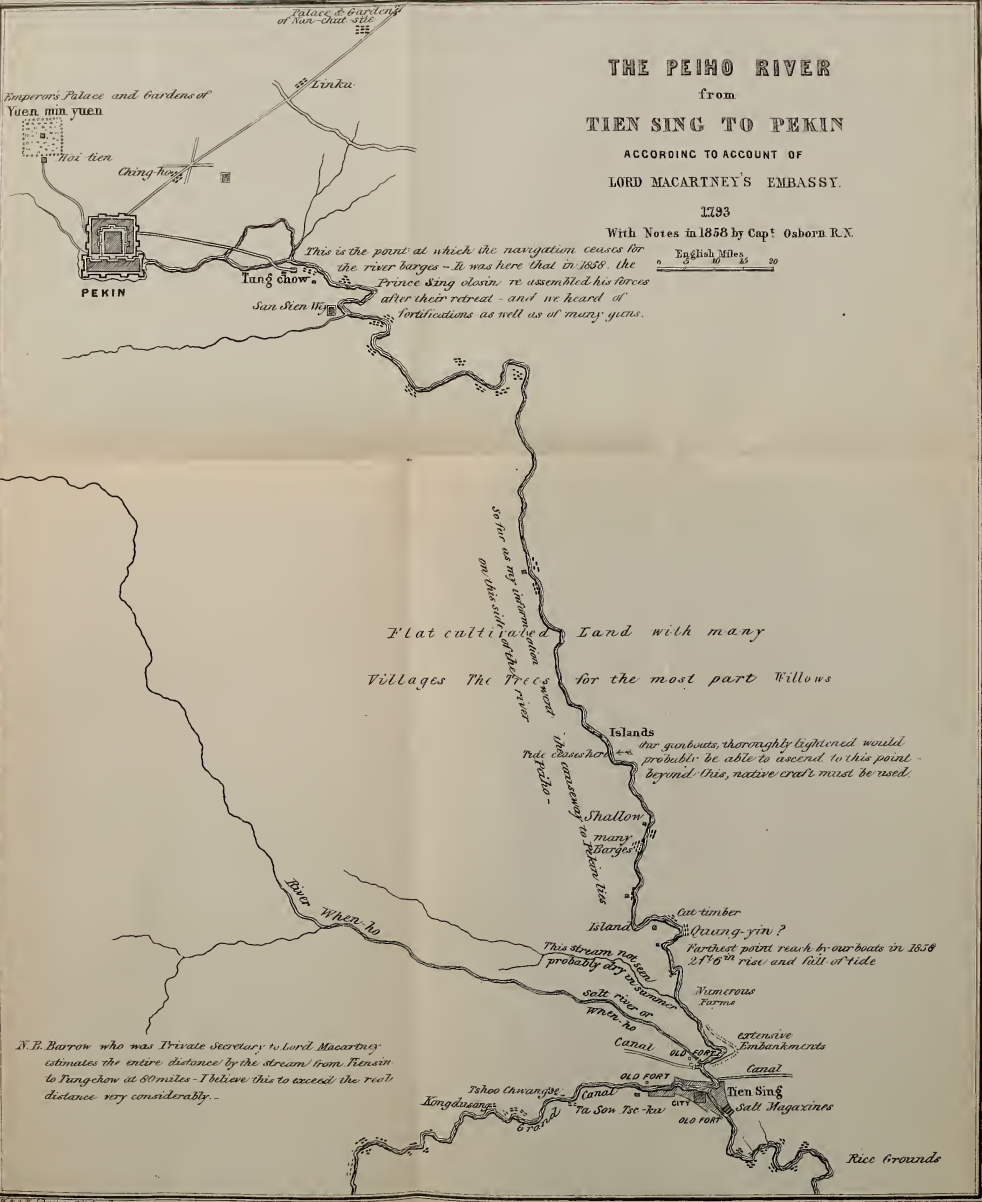 THE PEIHO RIVER
from
TIEN SING TO PEKIN
ACCORDING TO ACCOUNT OF
LORD MACARTNEY'S EMBASSY.
1793
With Notes in 1858 by Capt Osborn R.N.
English Miles
0 5 10 15 20
Palace & Gardens
of Nan-chat-site
Linku
Emperor's Palace and Gardens of
Yuen min yuen
Hai-tien
Ching-how
PEKIN
Tung chow.
San Sien Wy
This is the point at which the navigation ceases for
the river barges - It was here that in 1858. the
Prince Sing olosin re assembled his forces
after their retreat - and we heard of
fortifications as well as of many guns.
So far as my information went the causeway to Pekin lies
on this side of the river Peiho-
Flat cultivated Land with many
Villages The Trees for the most part Willows
Islands
Tide ceases here
Our gunboats, thoroughly lightened would
probably be able to ascend to this point -
beyond this, native craft must be used.
Shallow
many
Barges
Island
Cut timber
Quang-yin ?
Farthest point reach by our boats in 1858
2ft 6in rise and fall of tide
Numerous
Farms
River When-ho
This stream not seen
probably dry in summer
Salt river or
When-ho
Canal
OLD FORT
extensive
Embankments
Canal
N.B. Barrow who was Private Secretary to Lord Macartney
estimates the entire distance by the stream from Tiensin
to Tungchow at 80 miles - I believe this to exceed the real
distance very considerably. -
OLD FORT
Tien Sing
Tshoo Chwangse
Canal
Kongdusang
Grand
Ta Sow Tse-ku
CITY
Salt Magazines
OLD FORT
Rice Grounds